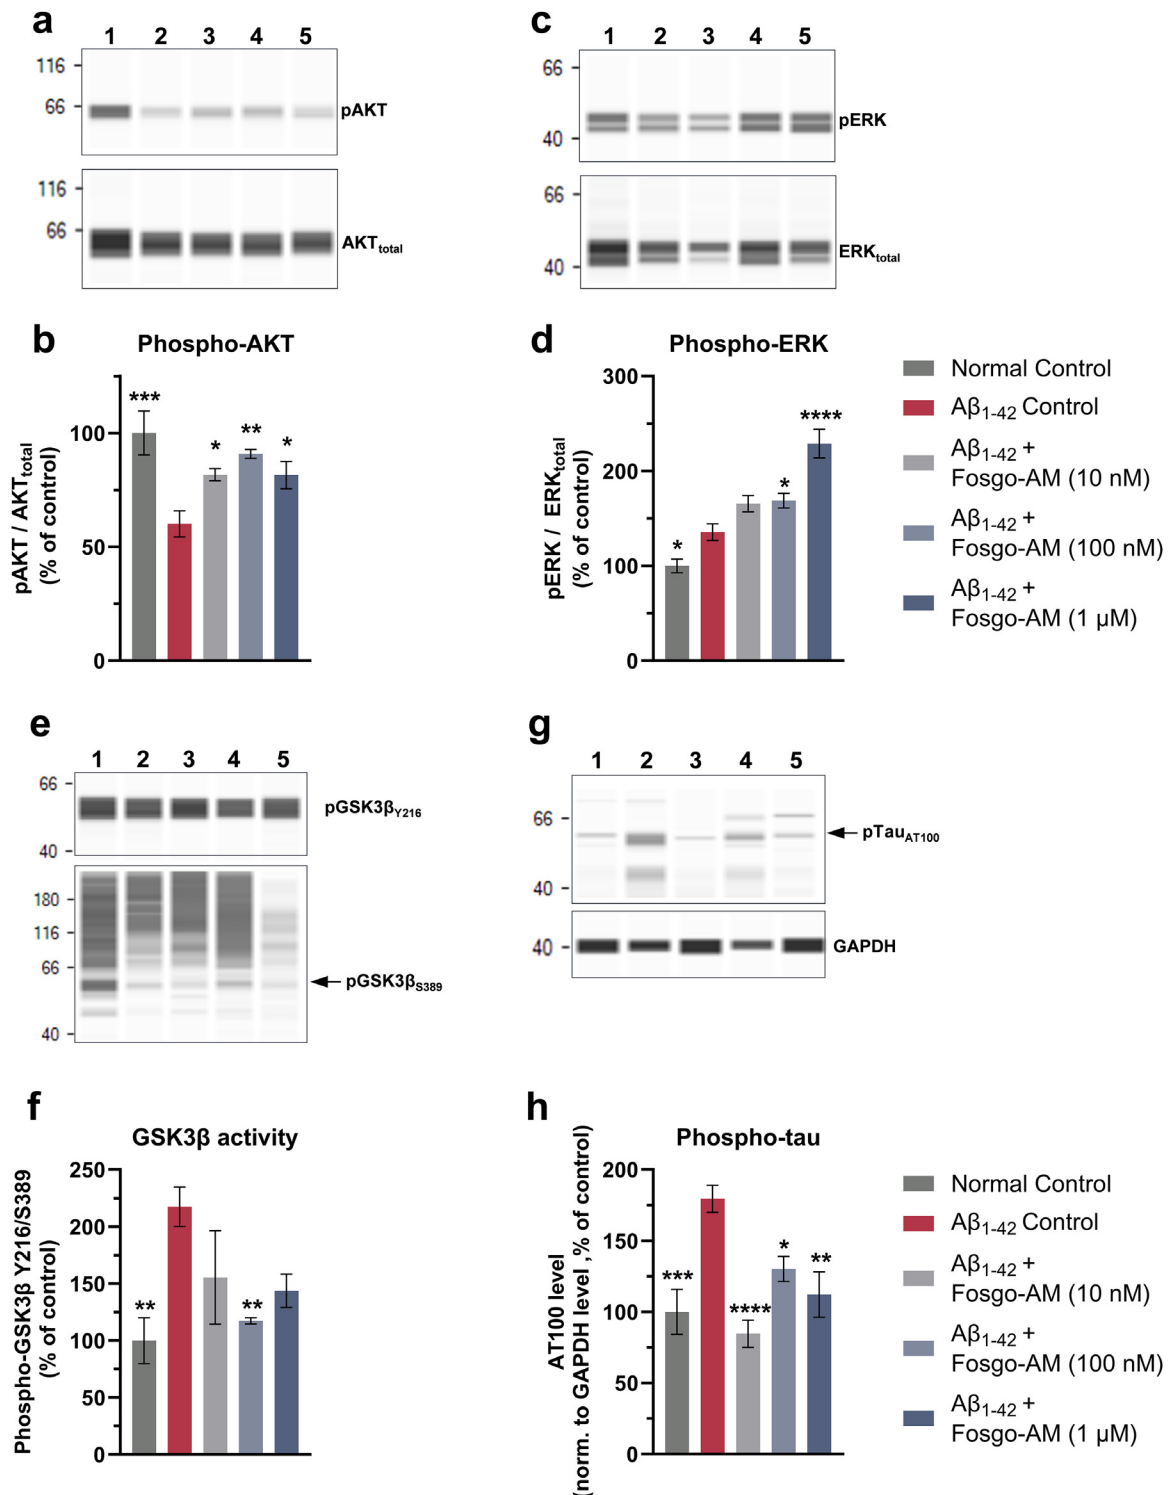 a
1 2 3 4 5
116
66
pAKT
116
66
AKTtotal
c
1 2 3 4 5
66
40
pERK
66
40
ERKtotal
b
Phospho-AKT
pAKT / AKTtotal
(% of control)
100
50
0
***
*
**
*
d
Phospho-ERK
pERK / ERKtotal
(% of control)
300
200
100
0
*
*
****
Normal Control
Aβ1-42 Control
Aβ1-42 +
Fosgo-AM (10 nM)
Aβ1-42 +
Fosgo-AM (100 nM)
Aβ1-42 +
Fosgo-AM (1 µM)
e
1 2 3 4 5
66
40
pGSK3βY216
180
116
66
40
pGSK3βS389
g
1 2 3 4 5
66
40
pTauAT100
40
GAPDH
f
GSK3β activity
Phospho-GSK3β Y216/S389
(% of control)
250
200
150
100
50
0
**
**
h
Phospho-tau
AT100 level
(norm. to GAPDH level ,% of control)
200
150
100
50
0
***
****
*
**
Normal Control
Aβ1-42 Control
Aβ1-42 +
Fosgo-AM (10 nM)
Aβ1-42 +
Fosgo-AM (100 nM)
Aβ1-42 +
Fosgo-AM (1 µM)